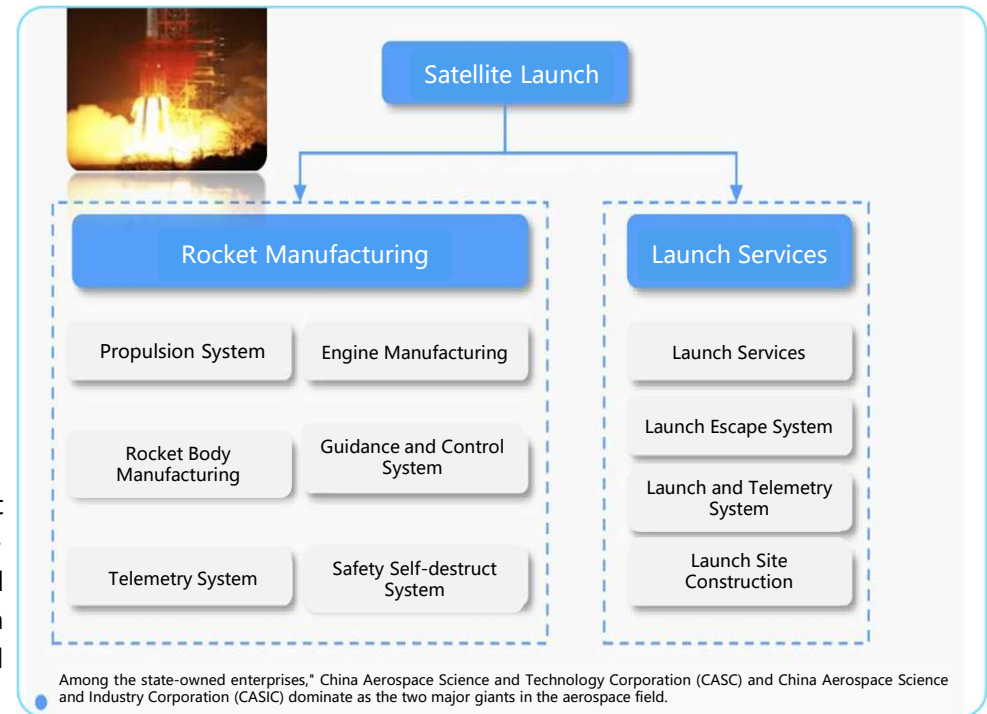 Satellite Launch
Rocket Manufacturing
Launch Services
Propulsion System
Engine Manufacturing
Rocket Body
Manufacturing
Guidance and Control
System
Telemetry System
Safety Self-destruct
System
Launch Services
Launch Escape System
Launch and Telemetry
System
Launch Site
Construction
Among the state-owned enterprises," China Aerospace Science and Technology Corporation (CASC) and China Aerospace Science
and Industry Corporation (CASIC) dominate as the two major giants in the aerospace field.